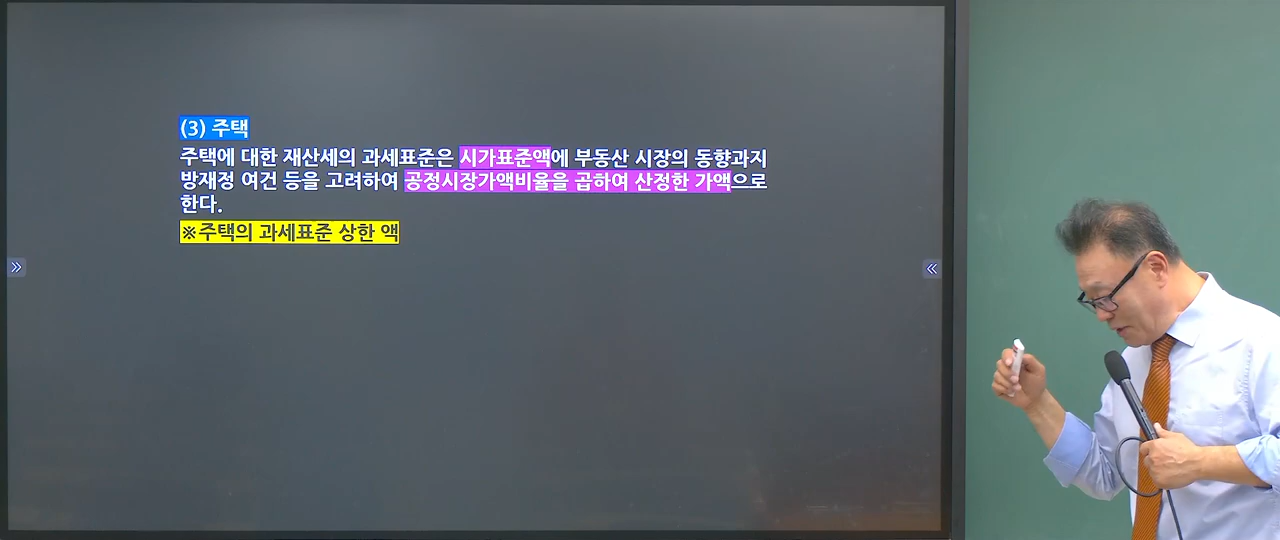 (3) 주택
주택에 대한 재산세의 과세표준은 시가표준액에 부동산 시장의 동향과지
방재정 여건 등을 고려하여 공정시장가액비율을 곱하여 산정한 가액으로
한다.
※주택의 과세표준 상한 액